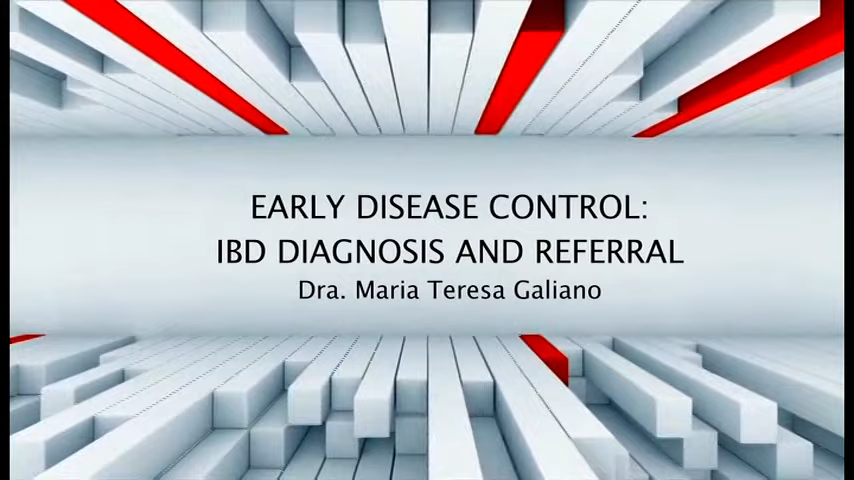 EARLY DISEASE CONTROL:
IBD DIAGNOSIS AND REFERRAL
Dra. Maria Teresa Galiano